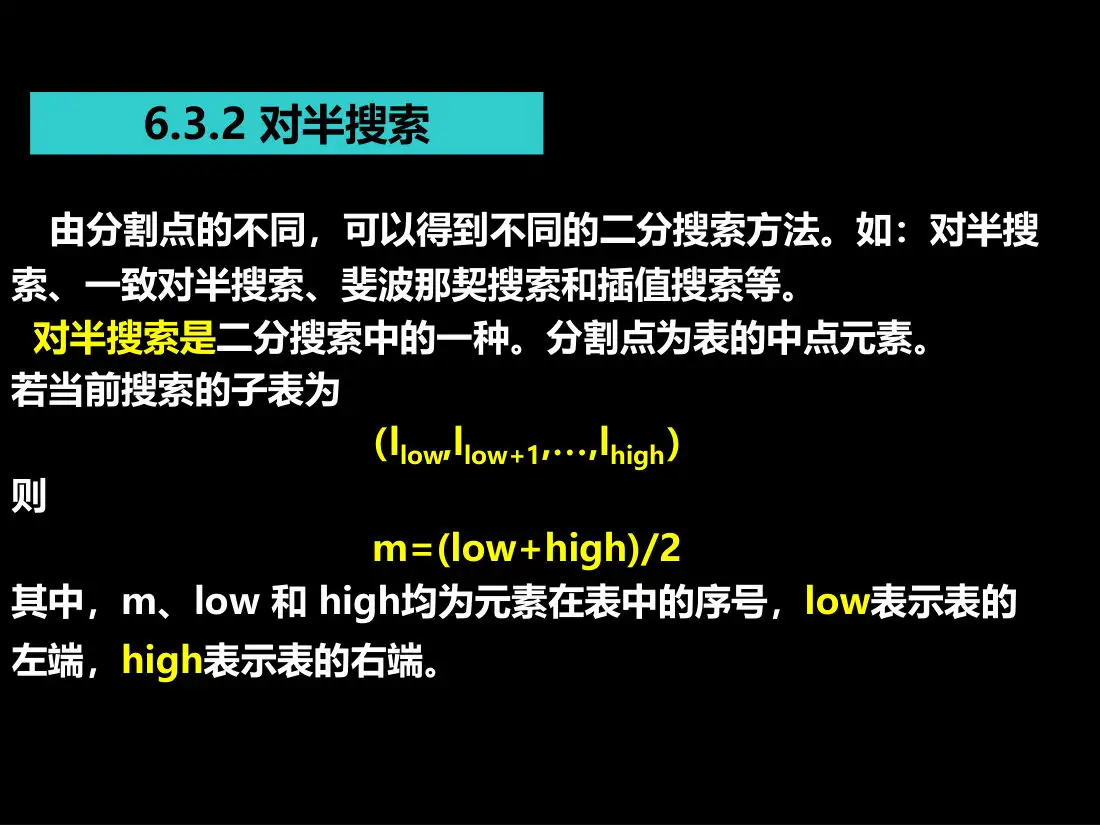 6.3.2 对半搜索
由分割点的不同，可以得到不同的二分搜索方法。如：对半搜
索、一致对半搜索、斐波那契搜索和插值搜索等。
对半搜索是二分搜索中的一种。分割点为表的中点元素。
若当前搜索的子表为
(l_low,l_low+1,…,l_high)
则
m=(low+high)/2
其中，m、low 和 high均为元素在表中的序号，low表示表的
左端，high表示表的右端。